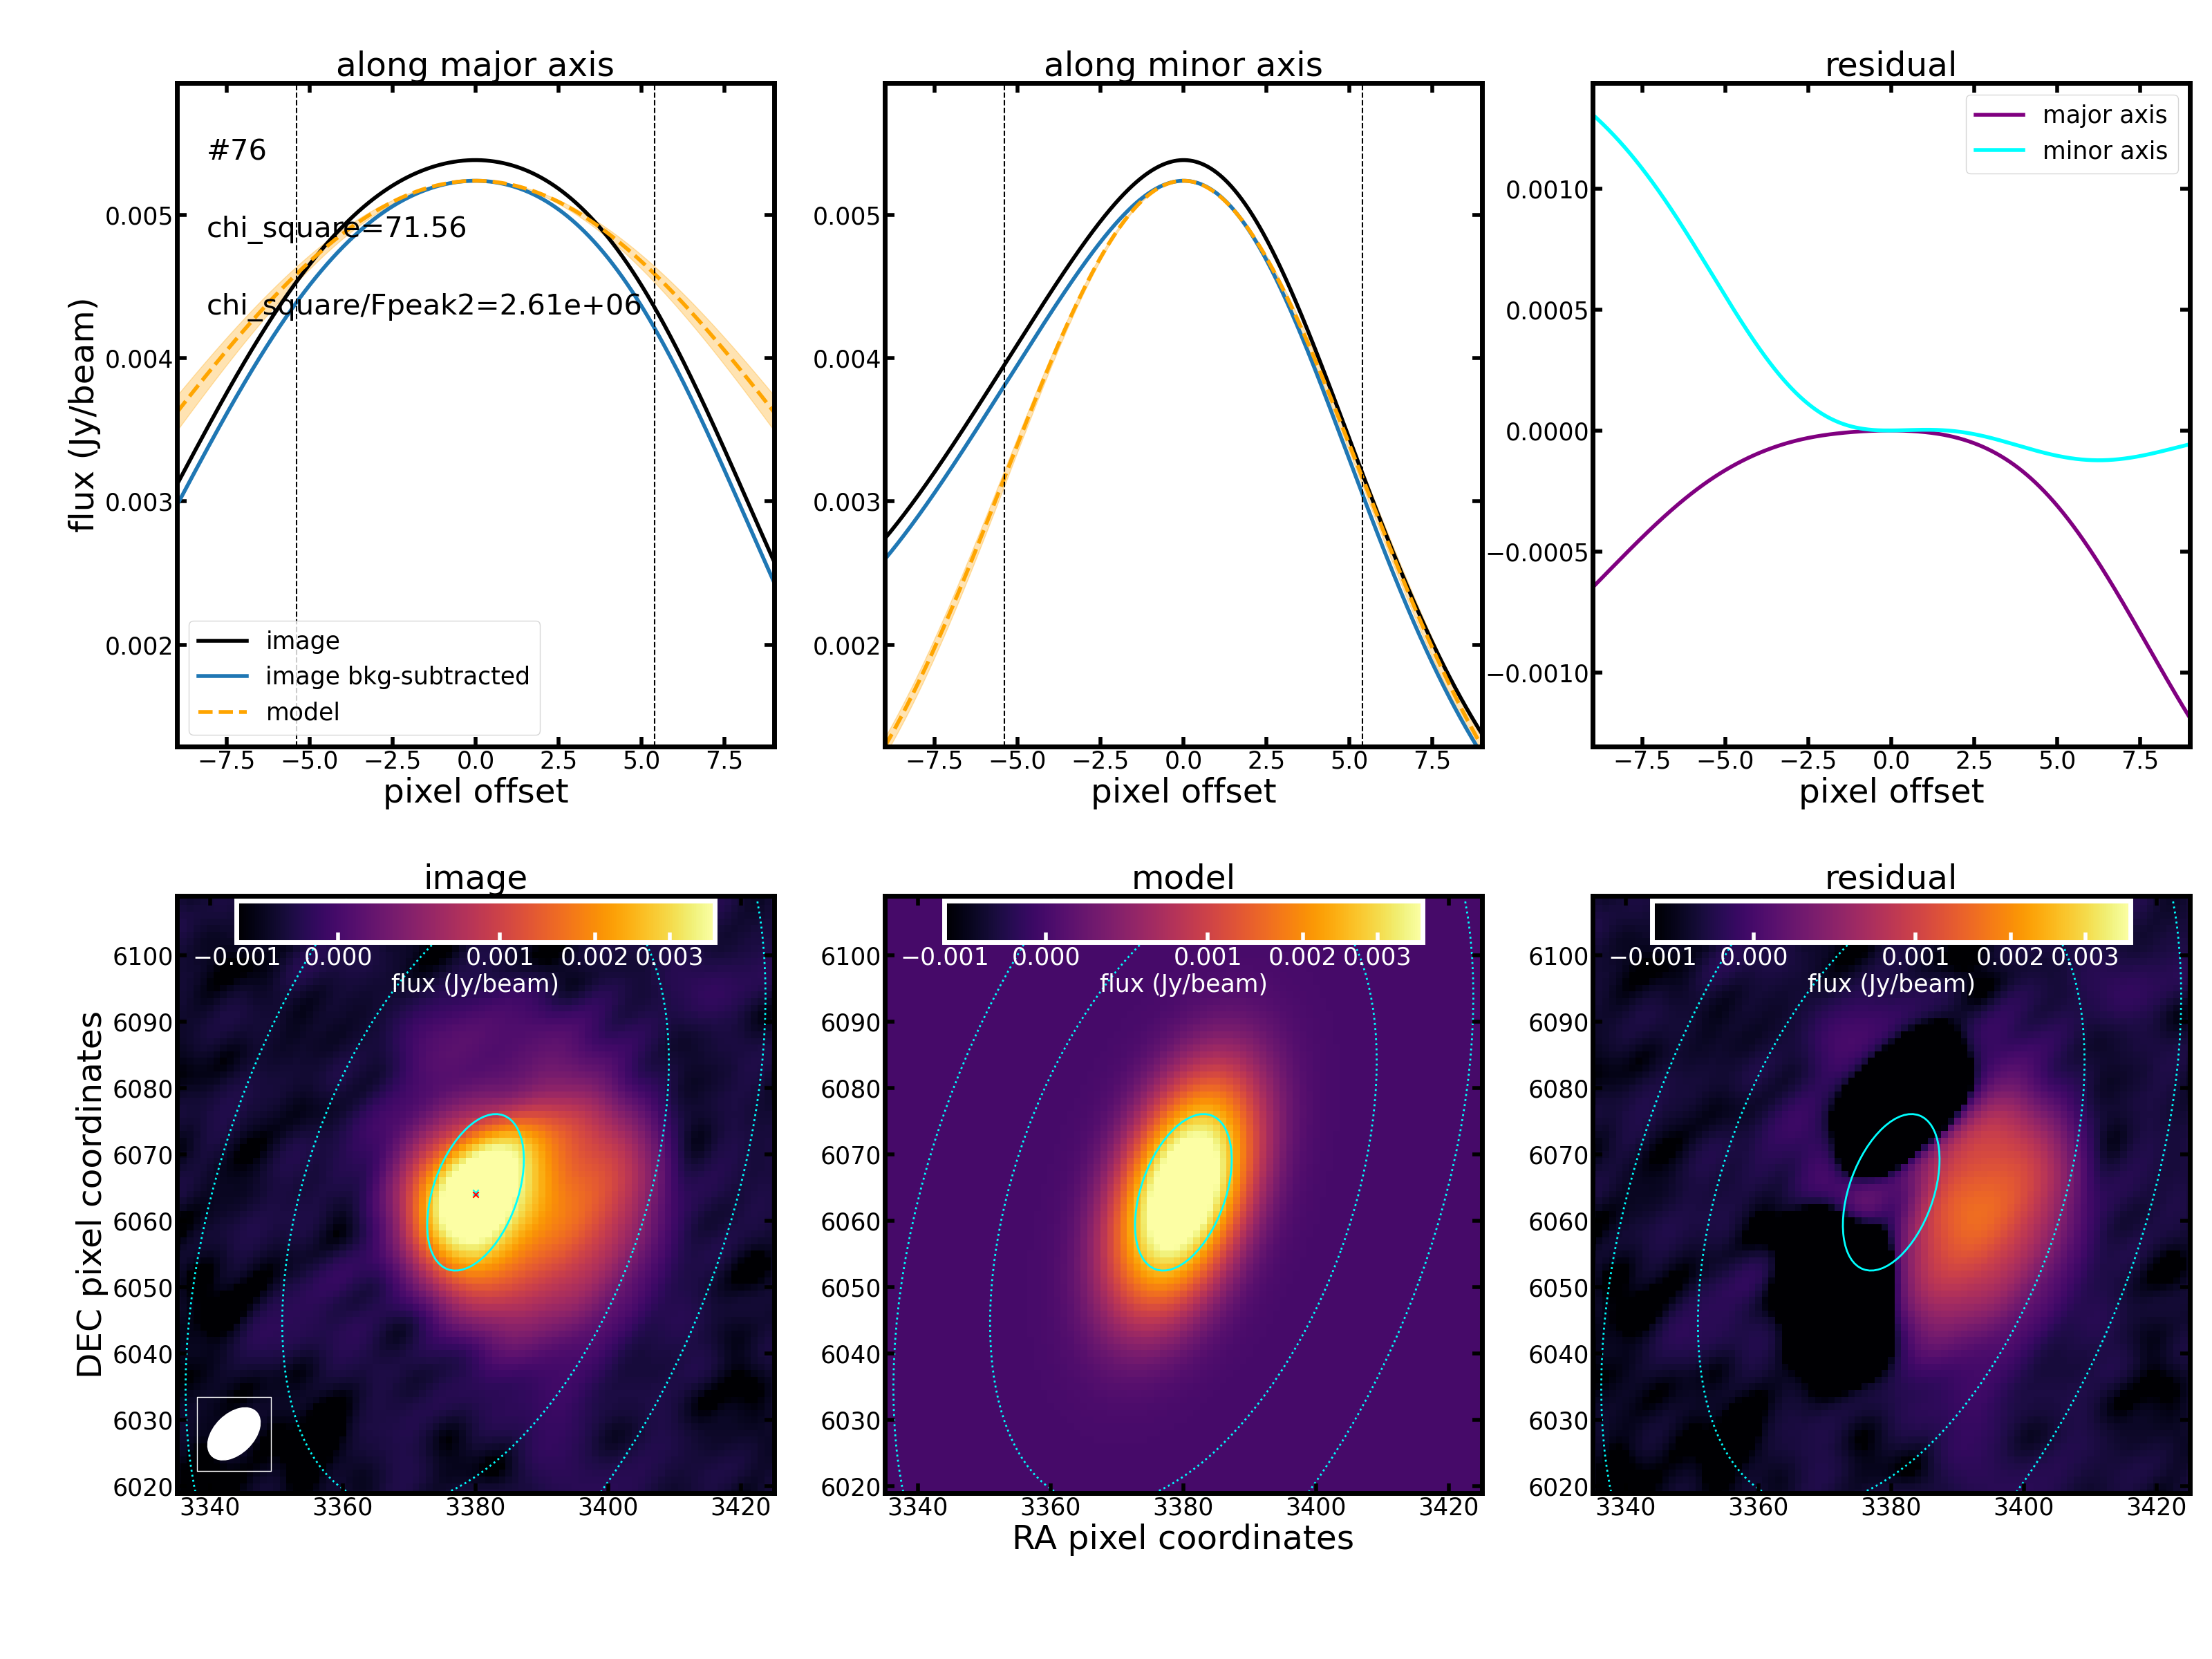 along major axis
along minor axis
residual
#76
chi_square=71.56
chi_square/Fpeak2=2.61e+06
flux (Jy/beam)
0.005
0.004
0.003
0.002
image
image bkg-subtracted
model
−7.5 −5.0 −2.5 0.0 2.5 5.0 7.5
pixel offset
0.005
0.004
0.003
0.002
−7.5 −5.0 −2.5 0.0 2.5 5.0 7.5
pixel offset
major axis
minor axis
0.0010
0.0005
0.0000
−0.0005
−0.0010
−7.5 −5.0 −2.5 0.0 2.5 5.0 7.5
pixel offset
image
model
residual
−0.001 0.000 0.001 0.002 0.003
flux (Jy/beam)
DEC pixel coordinates
6100
6090
6080
6070
6060
6050
6040
6030
6020
3340 3360 3380 3400 3420
−0.001 0.000 0.001 0.002 0.003
flux (Jy/beam)
6100
6090
6080
6070
6060
6050
6040
6030
6020
3340 3360 3380 3400 3420
RA pixel coordinates
−0.001 0.000 0.001 0.002 0.003
flux (Jy/beam)
6100
6090
6080
6070
6060
6050
6040
6030
6020
3340 3360 3380 3400 3420